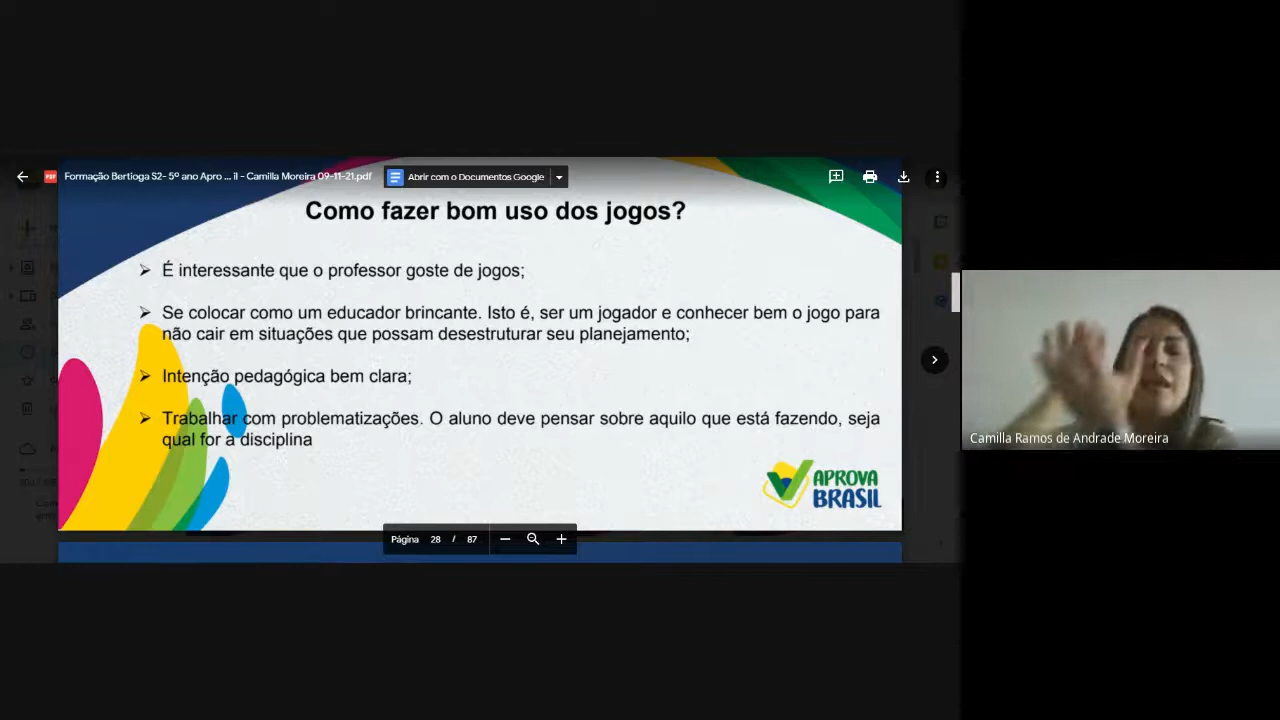 Formação Bertioga S2- 5º ano Apro ... il - Camilla Moreira 09-11-21.pdf
Abrir com o Documentos Google
Como fazer bom uso dos jogos?
É interessante que o professor goste de jogos;
Se colocar como um educador brincante. Isto é, ser um jogador e conhecer bem o jogo para
não cair em situações que possam desestruturar seu planejamento;
Intenção pedagógica bem clara;
Trabalhar com problematizações. O aluno deve pensar sobre aquilo que está fazendo, seja
qual for a disciplina
APROVA
BRASIL
Página 28 / 87
Camilla Ramos de Andrade Moreira